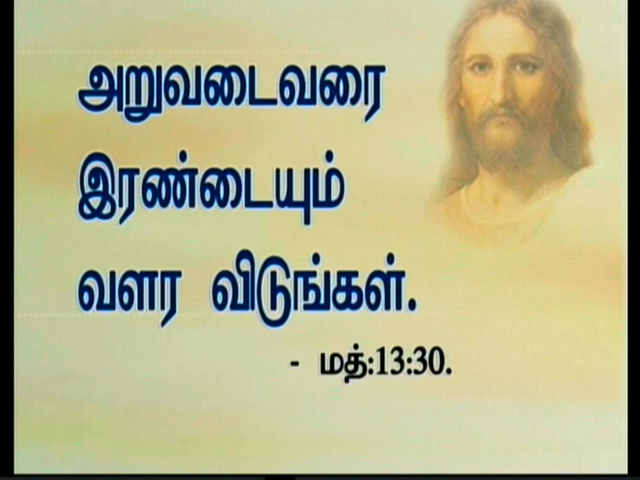 அறுவடைவரை
இரண்டையும்
வளர விடுங்கள்.
- மத்:13:30.